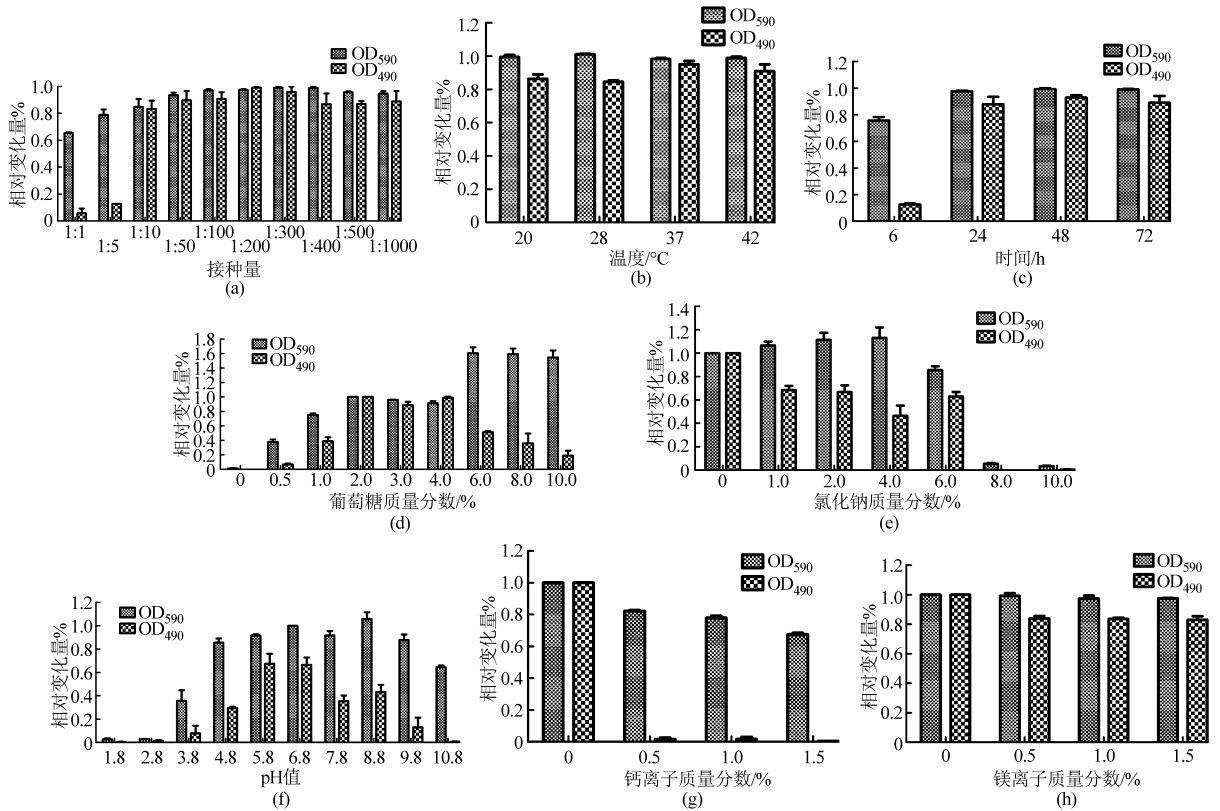 OD590
OD490
相对变化量%
1.0
0.8
0.6
0.4
0.2
0
1:1 1:10 1:100 1:300 1:500
1:5 1:50 1:200 1:400 1:1000
接种量
(a)
OD590
OD490
相对变化量%
1.2
1.0
0.8
0.6
0.4
0.2
0
20 28 37 42
温度/°C
(b)
OD590
OD490
相对变化量%
1.2
1.0
0.8
0.6
0.4
0.2
0
6 24 48 72
时间/h
(c)
OD590
OD490
相对变化量%
1.8
1.6
1.4
1.2
1.0
0.8
0.6
0.4
0.2
0
0 0.5 1.0 2.0 3.0 4.0 6.0 8.0 10.0
葡萄糖质量分数/%
(d)
OD590
OD490
相对变化量%
1.4
1.2
1.0
0.8
0.6
0.4
0.2
0
0 1.0 2.0 4.0 6.0 8.0 10.0
氯化钠质量分数/%
(e)
OD590
OD490
相对变化量%
1.2
1.0
0.8
0.6
0.4
0.2
0
1.8 2.8 3.8 4.8 5.8 6.8 7.8 8.8 9.8 10.8
pH值
(f)
OD590
OD490
相对变化量%
1.2
1.0
0.8
0.6
0.4
0.2
0
0 0.5 1.0 1.5
钙离子质量分数/%
(g)
OD590
OD490
相对变化量%
1.2
1.0
0.8
0.6
0.4
0.2
0
0 0.5 1.0 1.5
镁离子质量分数/%
(h)